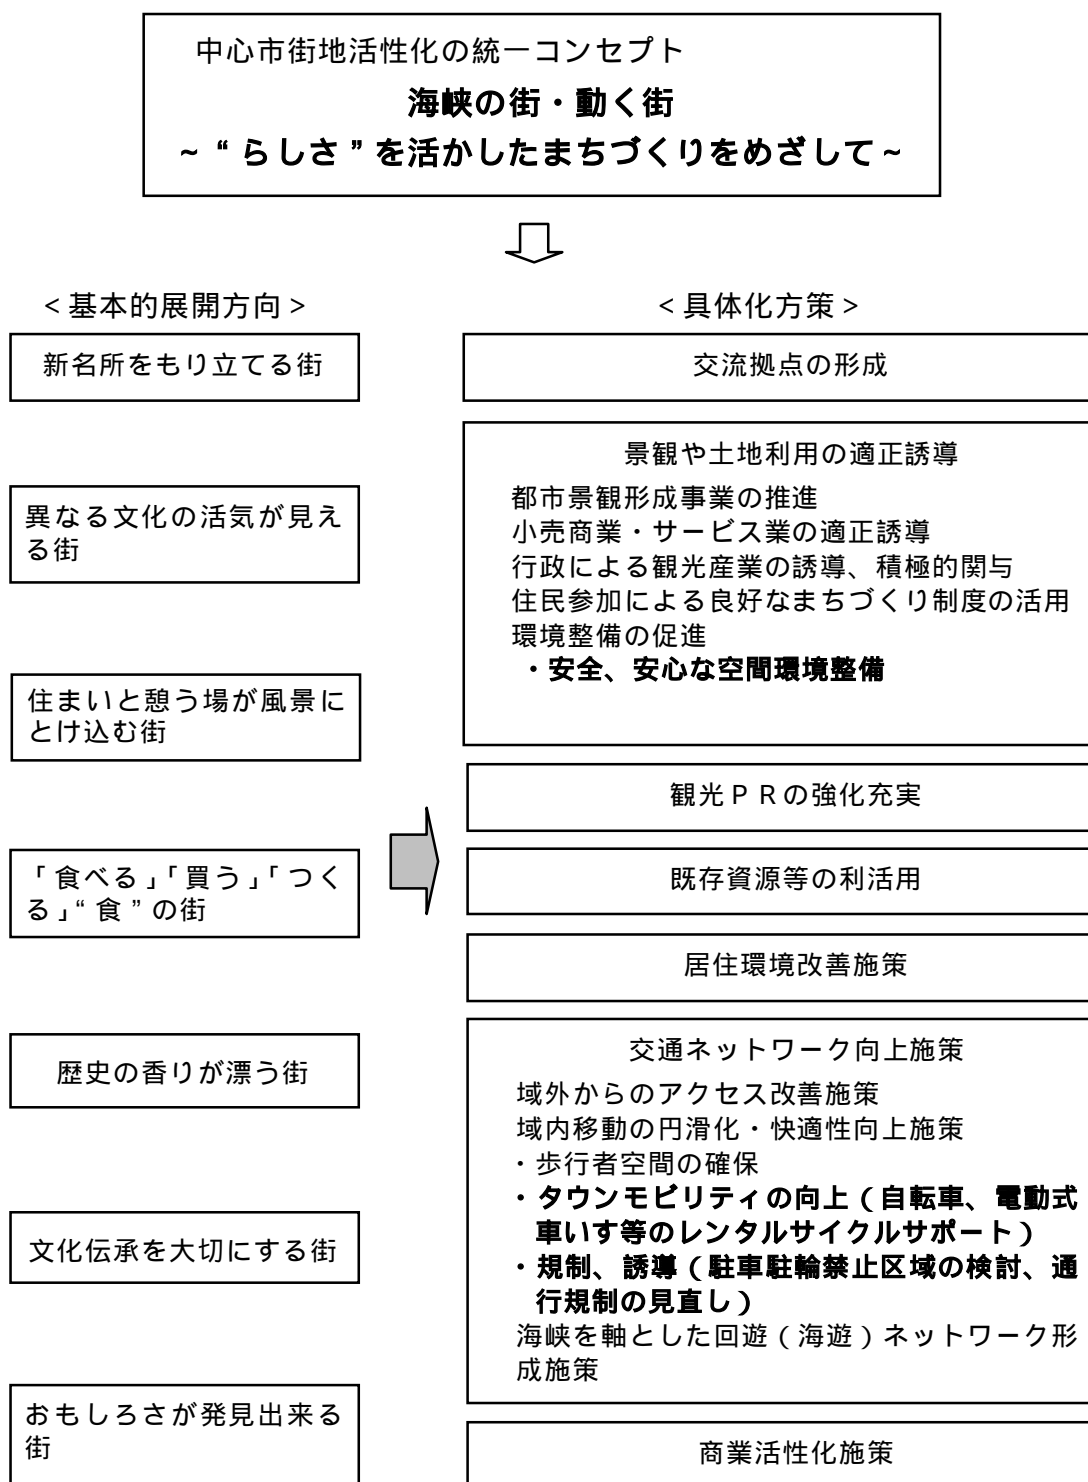 中心市街地活性化の統一コンセプト
海峡の街・動く街
～“らしさ”を活かしたまちづくりをめざして～
<基本的展開方向>
新名所をもり立てる街
異なる文化の活気が見え
る街
住まいと憩う場が風景に
とけ込む街
「食べる」「買う」「つく
る」“食”の街
歴史の香りが漂う街
文化伝承を大切にする街
おもしろさが発見出来る
街
<具体化方策>
交流拠点の形成
景観や土地利用の適正誘導
都市景観形成事業の推進
小売商業・サービス業の適正誘導
行政による観光産業の誘導、積極的関与
住民参加による良好なまちづくり制度の活用
環境整備の促進
・安全、安心な空間環境整備
観光ＰＲの強化充実
既存資源等の利活用
居住環境改善施策
交通ネットワーク向上施策
域外からのアクセス改善施策
域内移動の円滑化・快適性向上施策
・歩行者空間の確保
・タウンモビリティの向上（自転車、電動式
車いす等のレンタルサイクルサポート）
・規制、誘導（駐車駐輪禁止区域の検討、通
行規制の見直し）
海峡を軸とした回遊（海遊）ネットワーク形
成施策
商業活性化施策